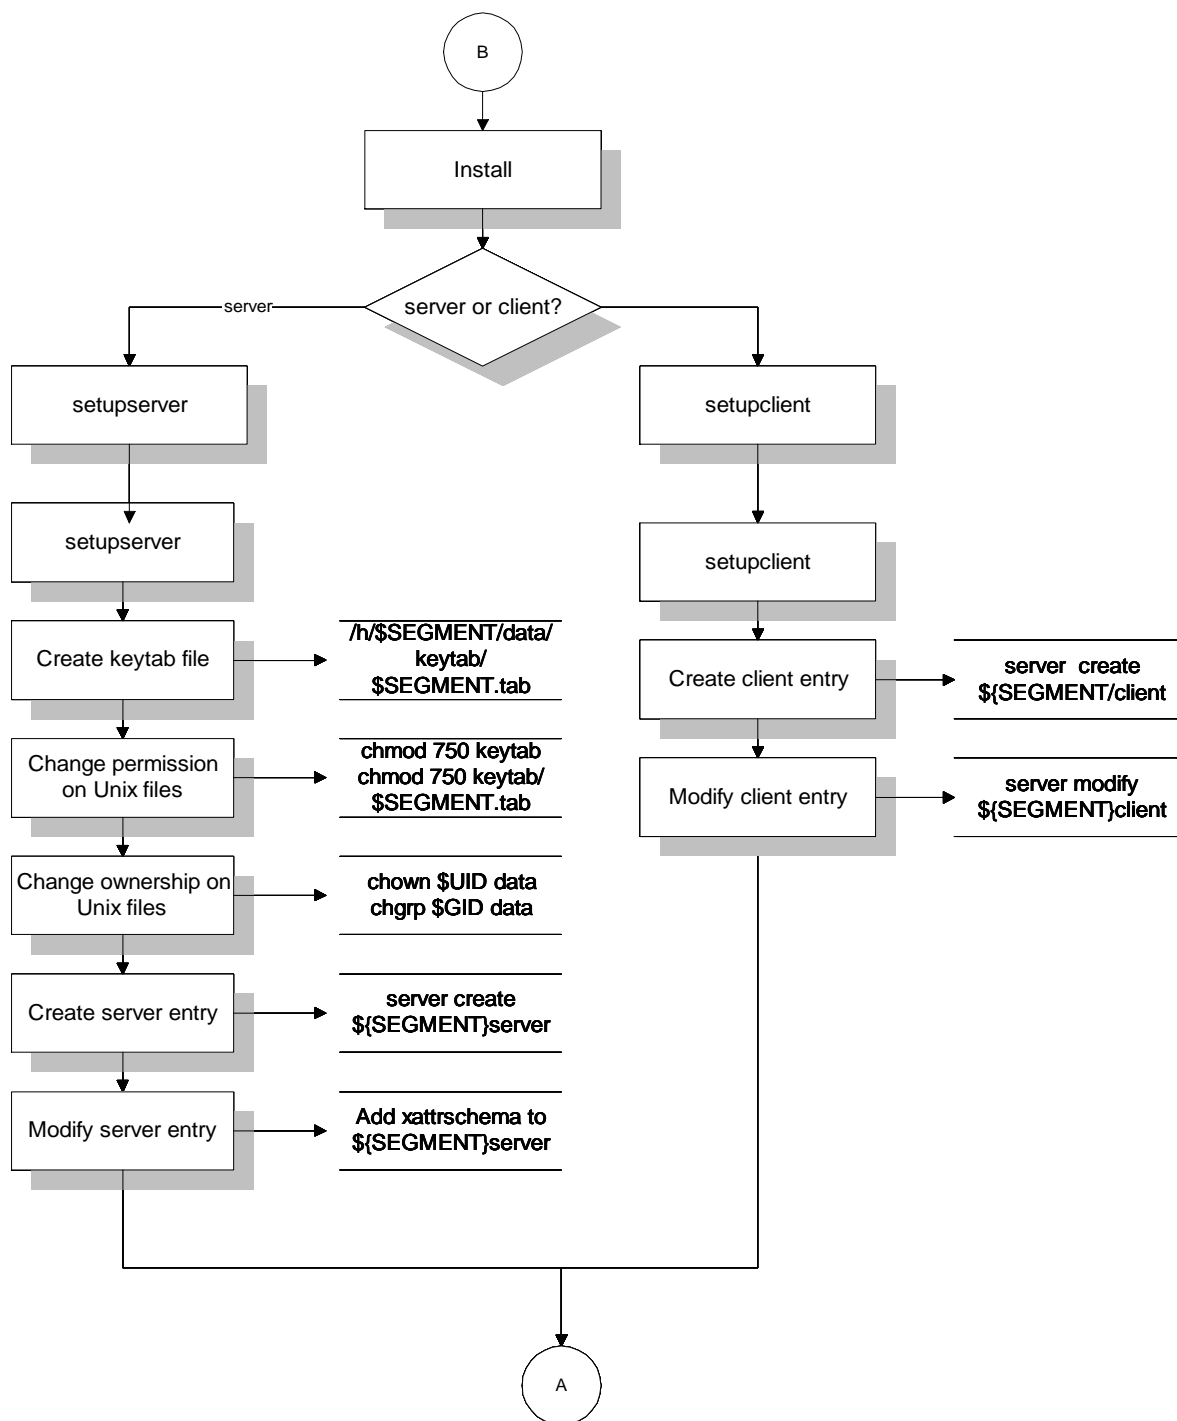 B
Install
server or client?
server
setupserver
setupclient
setupserver
setupclient
Create keytab file
/h/$SEGMENT/data/
keytab/
$SEGMENT.tab
Create client entry
server create
${SEGMENT/client
Change permission
on Unix files
chmod 750 keytab
chmod 750 keytab/
$SEGMENT.tab
Modify client entry
server modify
${SEGMENT}client
Change ownership on
Unix files
chown $UID data
chgrp $GID data
Create server entry
server create
${SEGMENT}server
Modify server entry
Add xattrschema to
${SEGMENT}server
A